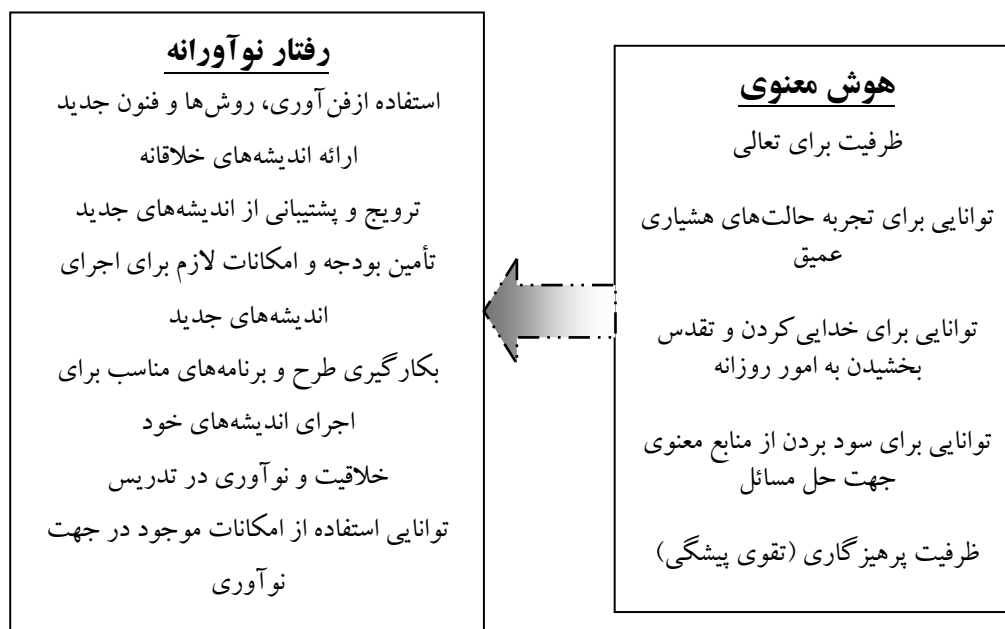 هوش معنوی
ظرفیت برای تعالی
توانایی برای تجربه حالت‌های هشیاری
عمیق
توانایی برای خدایی کردن و تقدس
بخشیدن به امور روزانه
توانایی برای سود بردن از منابع معنوی
جهت حل مسائل
ظرفیت پرهیزگاری (تقوی پیشگی)
رفتار نوآورانه
استفاده ازفن‌آوری، روش‌ها و فنون جدید
ارائه اندیشه‌های خلاقانه
ترویج و پشتیبانی از اندیشه‌های جدید
تأمین بودجه و امکانات لازم برای اجرای
اندیشه‌های جدید
بکارگیری طرح و برنامه‌های مناسب برای
اجرای اندیشه‌های خود
خلاقیت و نوآوری در تدریس
توانایی استفاده از امکانات موجود در جهت
نوآوری